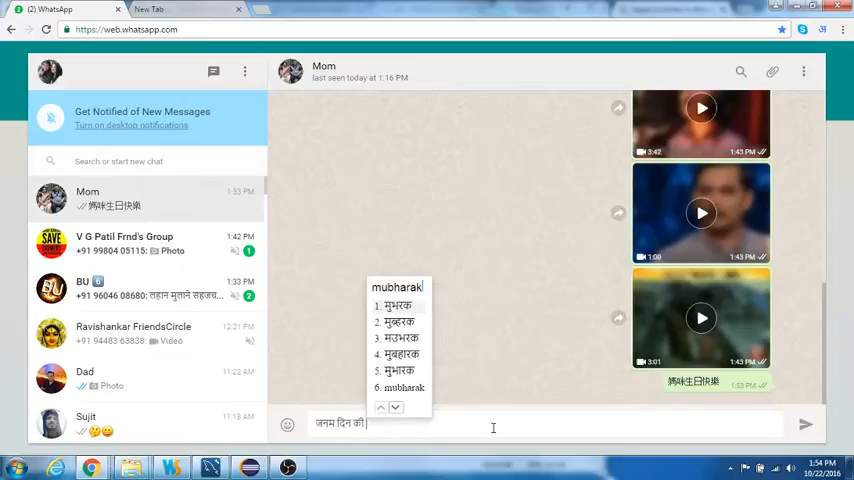 (2) WhatsApp
New Tab
https://web.whatsapp.com
Mom
last seen today at 1:16 PM
Get Notified of New Messages
Turn on desktop notifications
Search or start new chat
Mom
1:53 PM
媽咪生日快樂
V G Patil Frnd's Group
1:42 PM
+91 99804 05115: Photo
1
BU 6
1:33 PM
+91 96046 08680: लहान मुलाने सहजच...
2
Ravishankar FriendsCircle
12:21 PM
+91 94483 63838: Video
Dad
11:22 AM
Photo
Sujit
11:18 AM
3:42
1:43 PM
1:09
1:43 PM
3:01
1:43 PM
媽咪生日快樂
1:53 PM
mubharak
1. मुभरक
2. मुब्हरक
3. मउभरक
4. मुबहारक
5. मुभारक
6. mubharak
जनम दिन की
1:54 PM
10/22/2016